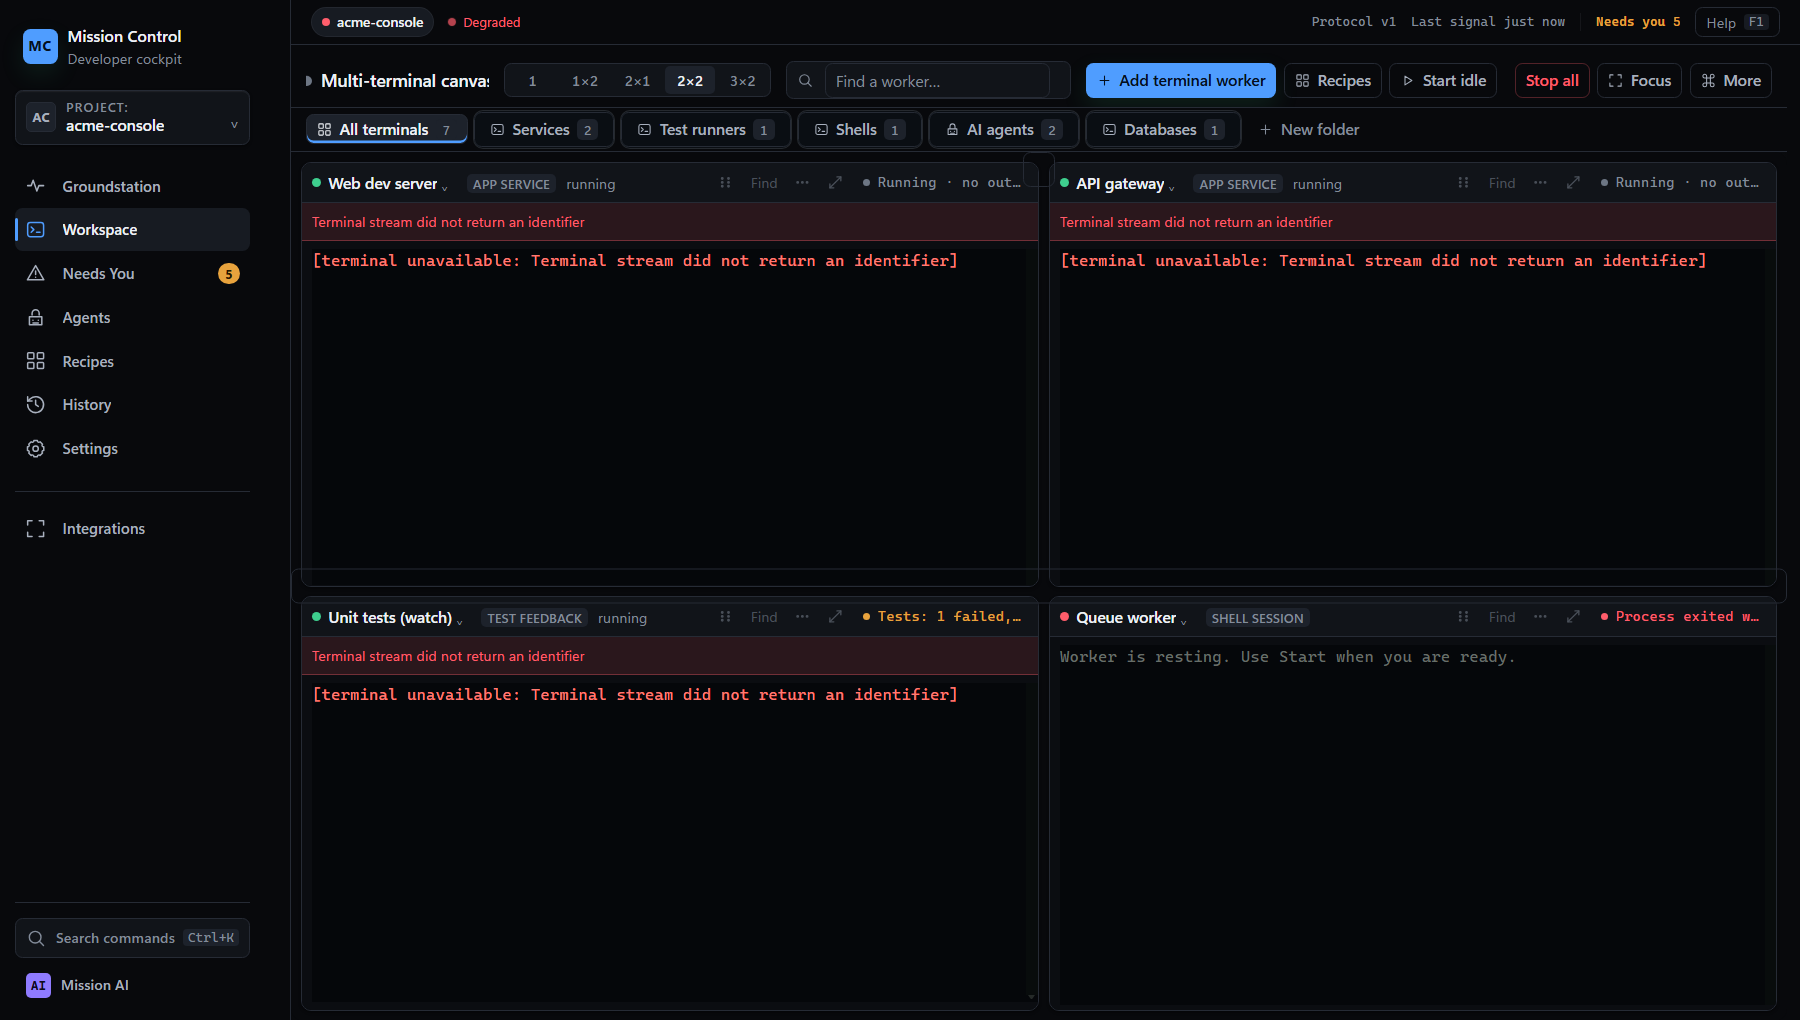 MC
Mission Control
Developer cockpit
AC
PROJECT:
acme-console
Groundstation
Workspace
Needs You 5
Agents
Recipes
History
Settings
Integrations
Search commands Ctrl+K
AI Mission AI
acme-console Degraded
Protocol v1 Last signal just now Needs you 5 Help F1
Multi-terminal canvas 1 1×2 2×1 2×2 3×2 Find a worker... + Add terminal worker Recipes Start idle Stop all Focus More
All terminals 7 Services 2 Test runners 1 Shells 1 AI agents 2 Databases 1 + New folder
Web dev server APP SERVICE running Find ··· Running · no out…
Terminal stream did not return an identifier
[terminal unavailable: Terminal stream did not return an identifier]
API gateway APP SERVICE running Find ··· Running · no out…
Terminal stream did not return an identifier
[terminal unavailable: Terminal stream did not return an identifier]
Unit tests (watch) TEST FEEDBACK running Find ··· Tests: 1 failed,…
Terminal stream did not return an identifier
[terminal unavailable: Terminal stream did not return an identifier]
Queue worker SHELL SESSION Find ··· Process exited w…
Worker is resting. Use Start when you are ready.